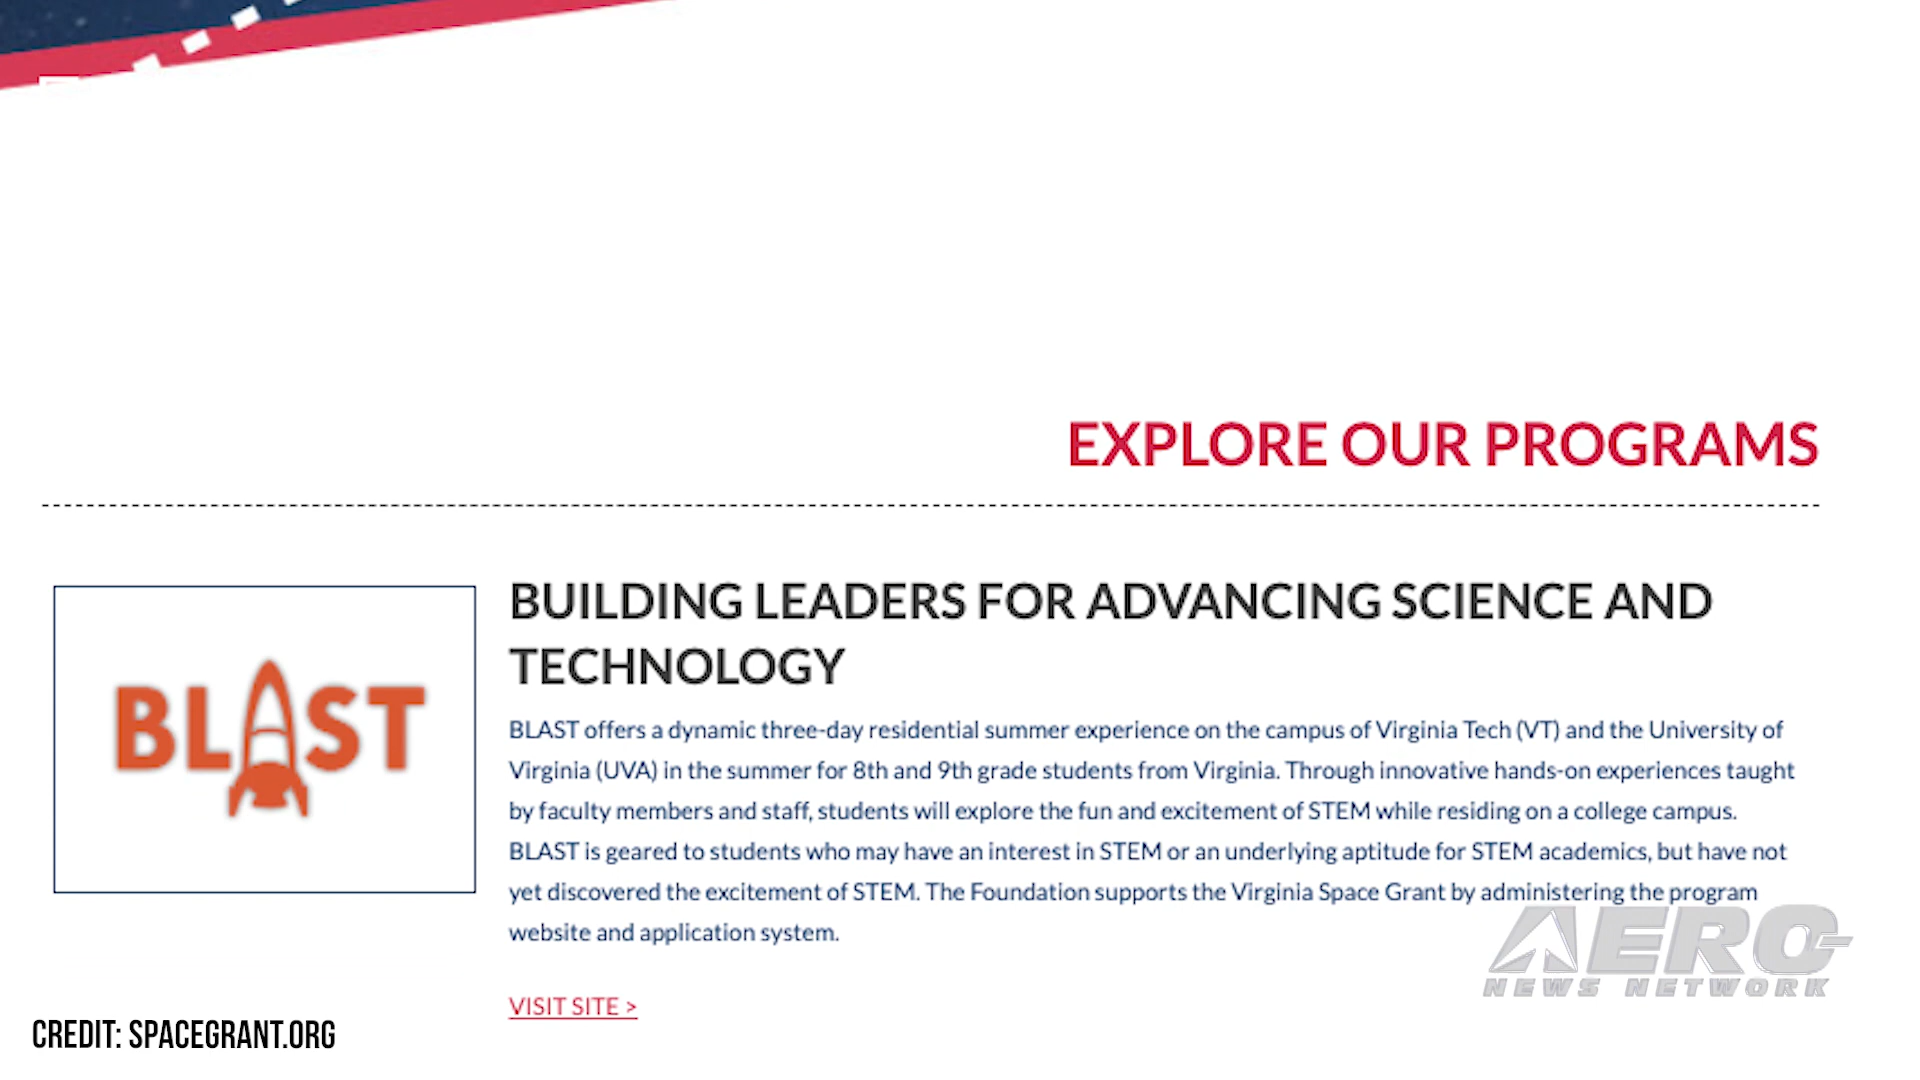 EXPLORE OUR PROGRAMS
BLAST
BUILDING LEADERS FOR ADVANCING SCIENCE AND
TECHNOLOGY
BLAST offers a dynamic three-day residential summer experience on the campus of Virginia Tech (VT) and the University of
Virginia (UVA) in the summer for 8th and 9th grade students from Virginia. Through innovative hands-on experiences taught
by faculty members and staff, students will explore the fun and excitement of STEM while residing on a college campus.
BLAST is geared to students who may have an interest in STEM or an underlying aptitude for STEM academics, but have not
yet discovered the excitement of STEM. The Foundation supports the Virginia Space Grant by administering the program
website and application system.
VISIT SITE >
AERO-
NEWS NETWORK
CREDIT: SPACEGRANT.ORG